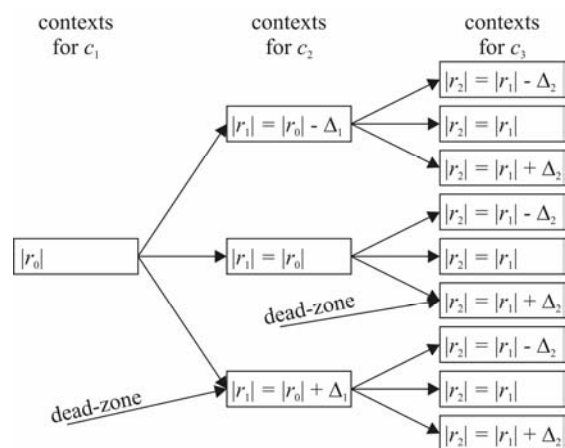 contexts
for c₁
contexts
for c₂
contexts
for c₃
|r₀|
|r₁| = |r₀| - Δ₁
|r₁| = |r₀|
|r₁| = |r₀| + Δ₁
|r₂| = |r₁| - Δ₂
|r₂| = |r₁|
|r₂| = |r₁| + Δ₂
|r₂| = |r₁| - Δ₂
|r₂| = |r₁|
|r₂| = |r₁| + Δ₂
|r₂| = |r₁| - Δ₂
|r₂| = |r₁|
|r₂| = |r₁| + Δ₂
dead-zone
dead-zone